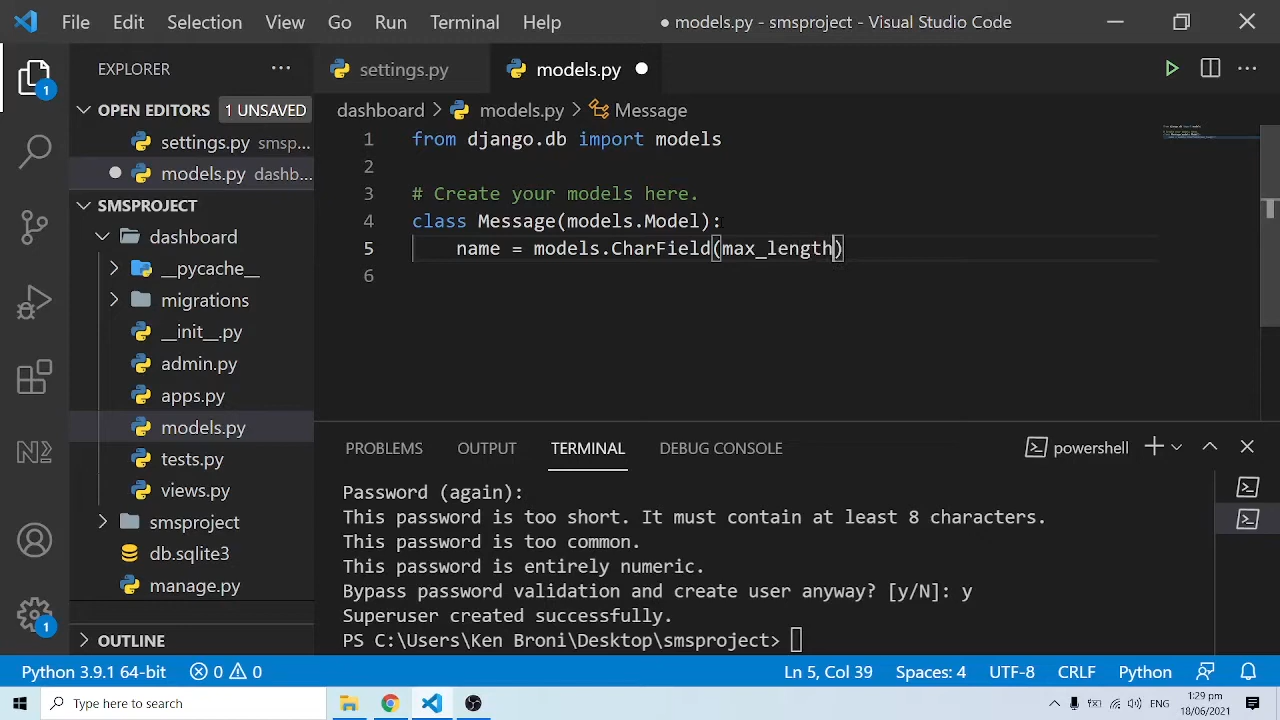 File Edit Selection View Go Run Terminal Help ● models.py - smsproject - Visual Studio Code
EXPLORER ···
settings.py models.py
OPEN EDITORS 1 UNSAVED
settings.py smsp...
models.py dashb...
SMSPROJECT
dashboard
__pycache__
migrations
__init__.py
admin.py
apps.py
models.py
tests.py
views.py
smsproject
db.sqlite3
manage.py
OUTLINE
1
1
dashboard > models.py > Message
1 from django.db import models
2
3 # Create your models here.
4 class Message(models.Model):
5 name = models.CharField(max_length)
6
PROBLEMS OUTPUT TERMINAL DEBUG CONSOLE powershell
Password (again):
This password is too short. It must contain at least 8 characters.
This password is too common.
This password is entirely numeric.
Bypass password validation and create user anyway? [y/N]: y
Superuser created successfully.
PS C:\Users\Ken Broni\Desktop\smsproject>
Python 3.9.1 64-bit 0 0 Ln 5, Col 39 Spaces: 4 UTF-8 CRLF Python
Type here to search ENG 1:29 pm
18/06/2021